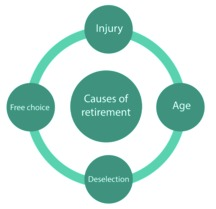 Injury
Free choice
Causes of
retirement
Age
Deselection